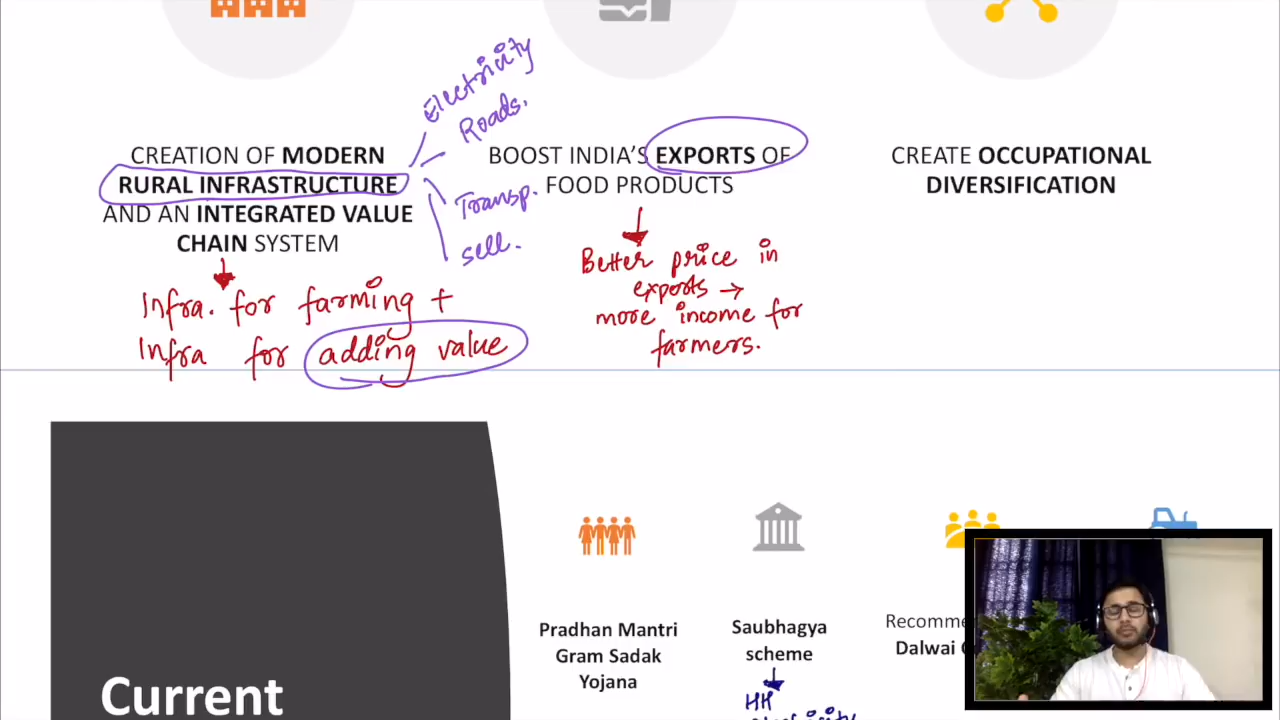 Electricity
Roads.
Transp.
sell.
CREATION OF MODERN
RURAL INFRASTRUCTURE
AND AN INTEGRATED VALUE
CHAIN SYSTEM
Infra. for farming +
Infra for adding value
BOOST INDIA'S EXPORTS OF
FOOD PRODUCTS
Better price in
exports →
more income for
farmers.
CREATE OCCUPATIONAL
DIVERSIFICATION
Current
Pradhan Mantri
Gram Sadak
Yojana
Saubhagya
scheme
HH
Dalwai